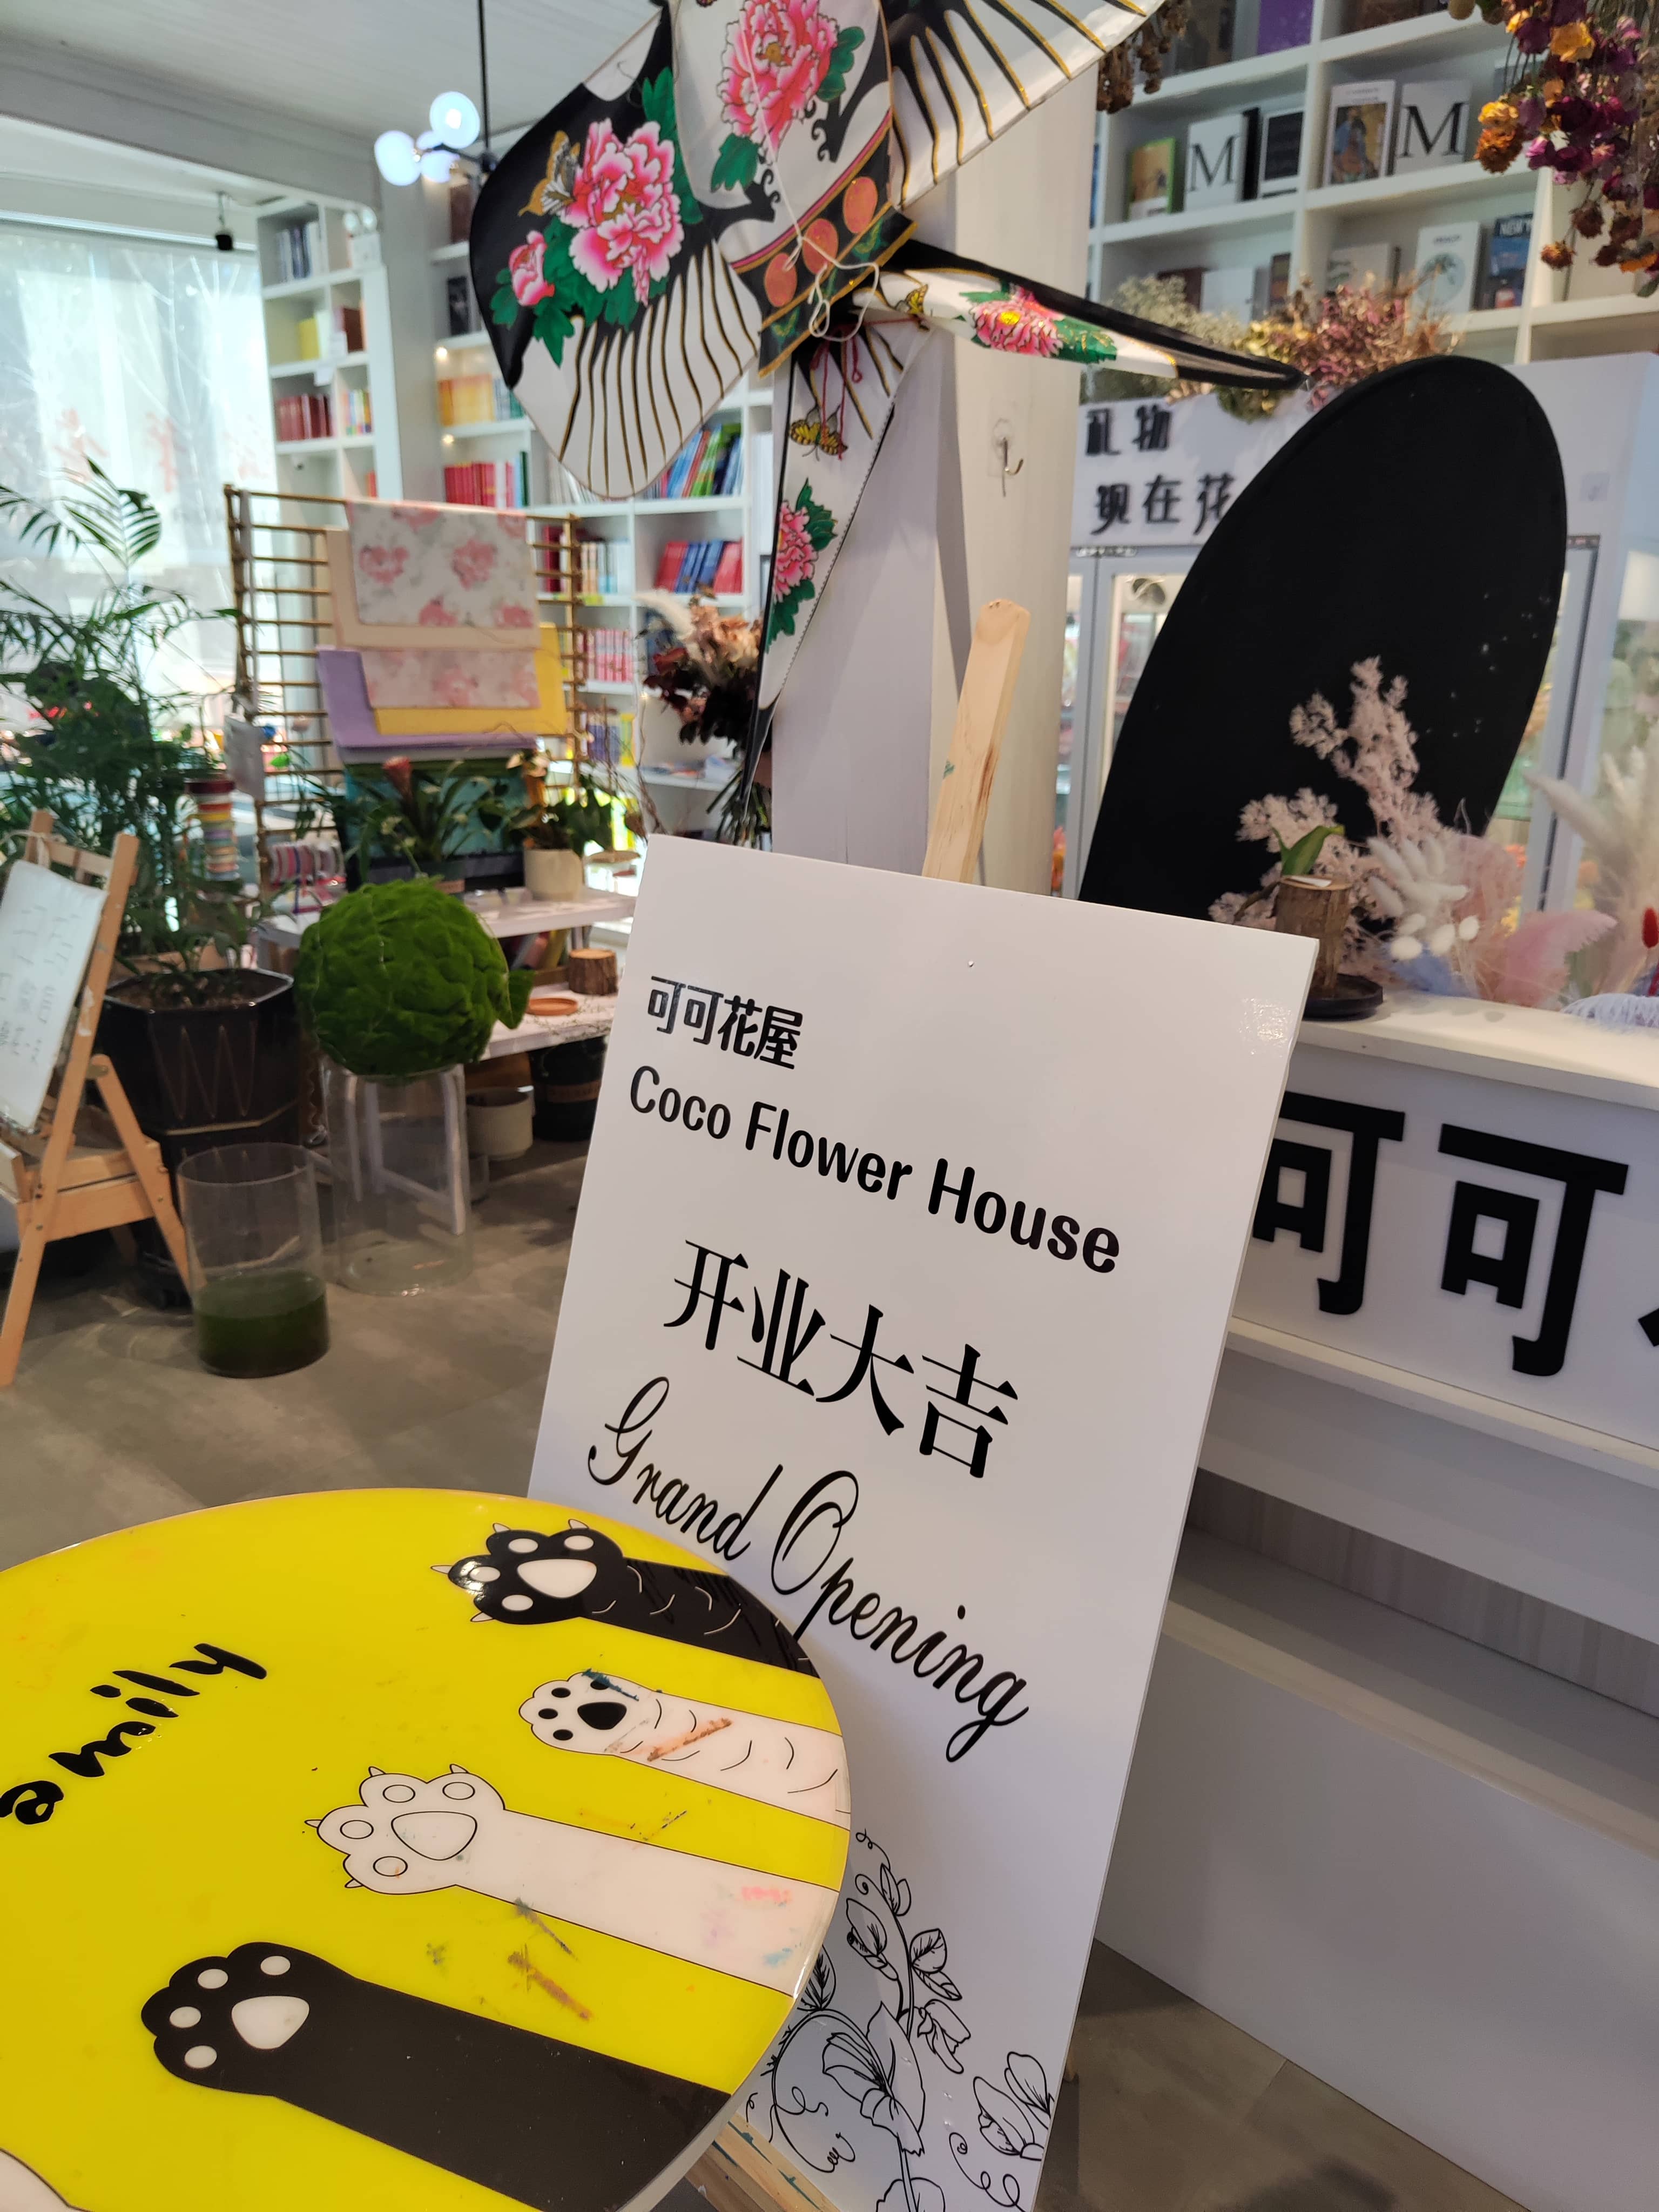 可可花屋
Coco Flower House
开业大吉
Grand Opening
可可
礼物
现在花
M
M